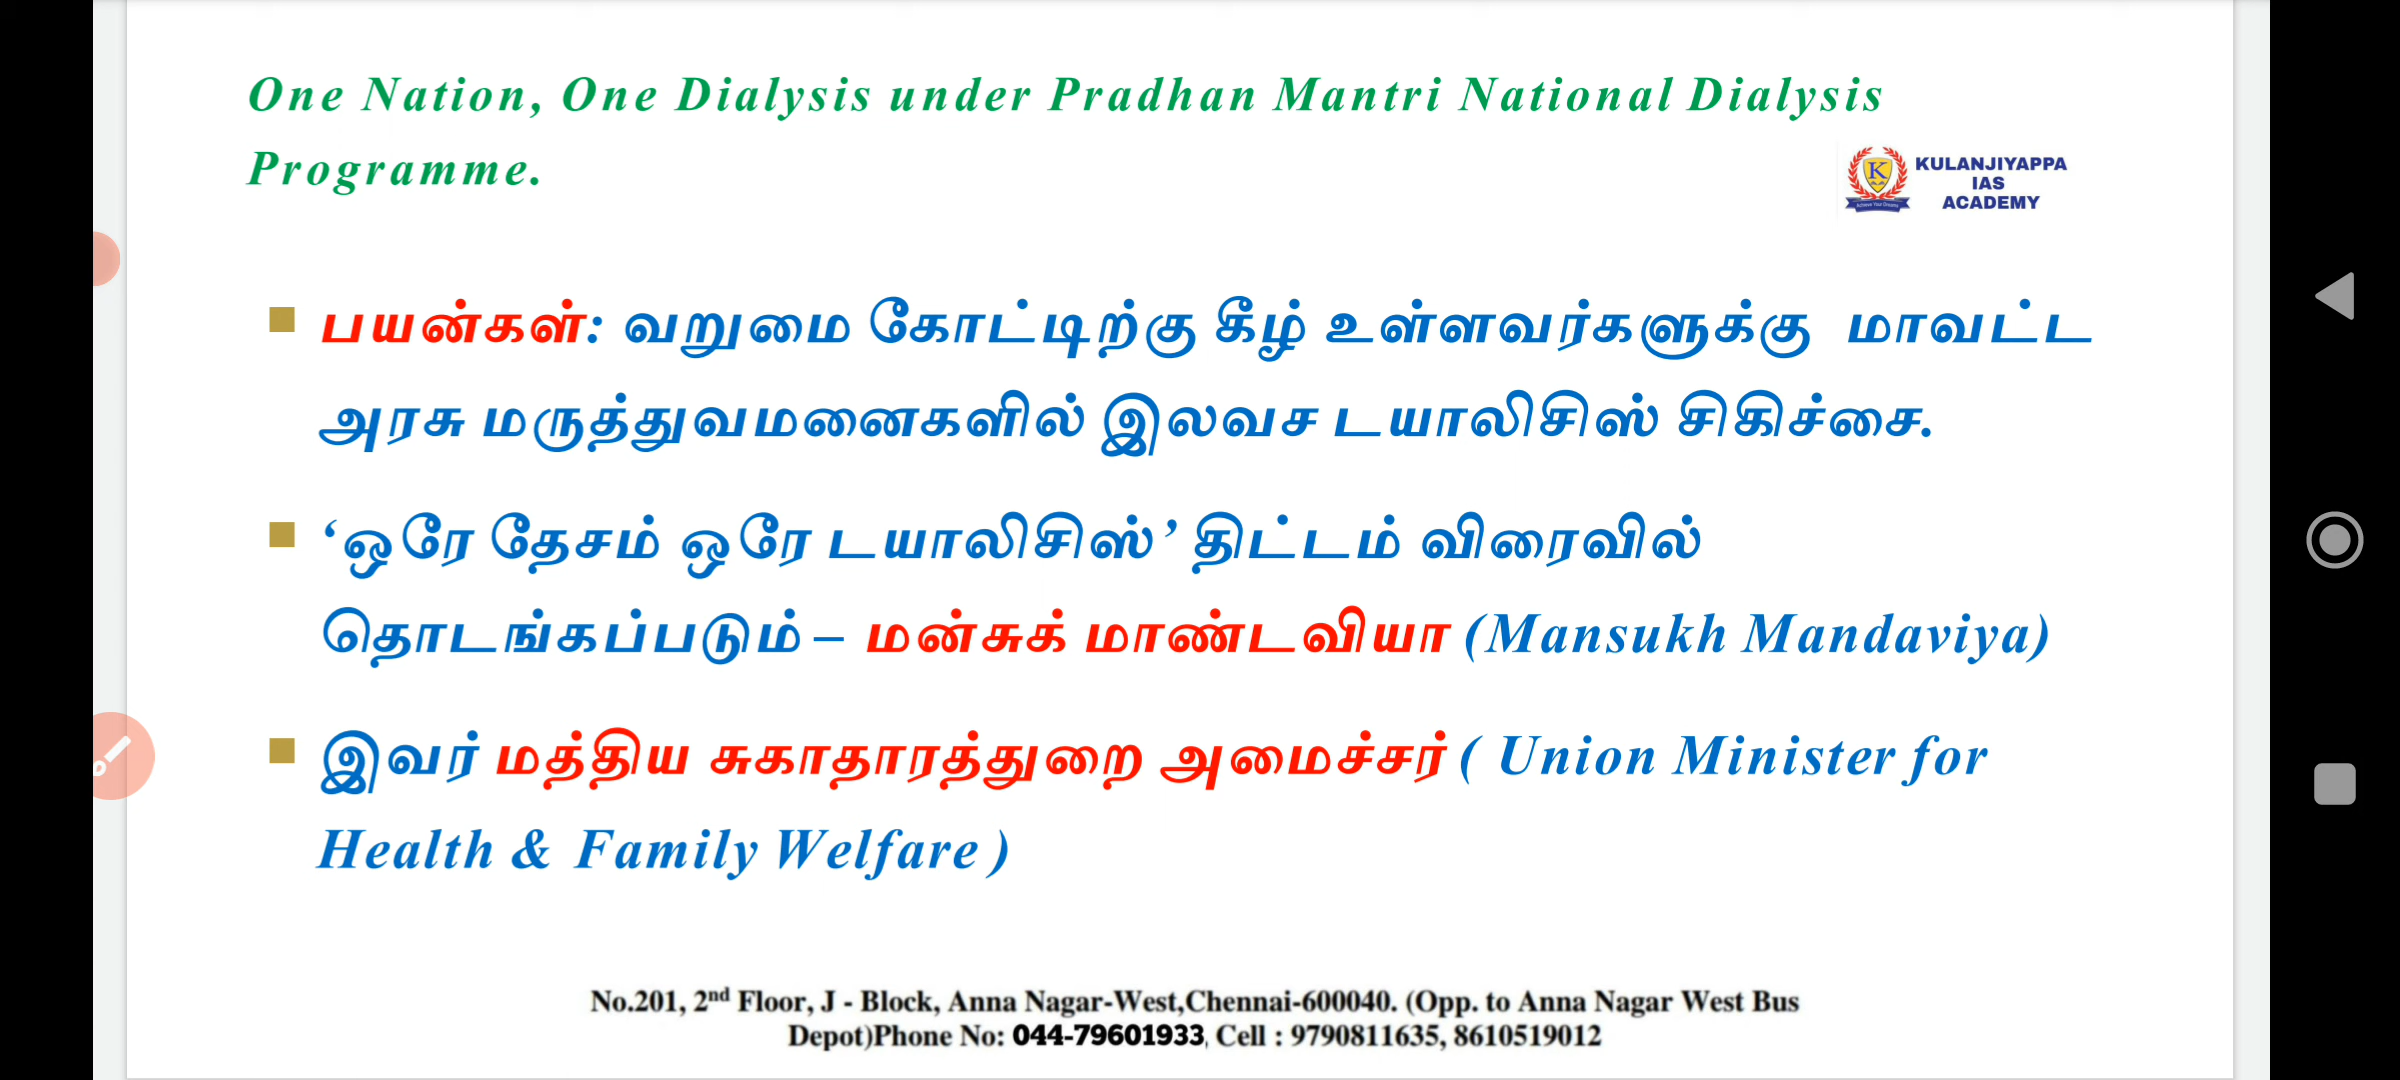 One Nation, One Dialysis under Pradhan Mantri National Dialysis
Programme.
K
KULANJIYAPPA
IAS
ACADEMY
Achieve Your Dreams
பயன்கள்: வறுமை கோட்டிற்கு கீழ் உள்ளவர்களுக்கு மாவட்ட
அரசு மருத்துவமனைகளில் இலவச டயாலிசிஸ் சிகிச்சை.
‘ஒரே தேசம் ஒரே டயாலிசிஸ்’ திட்டம் விரைவில்
தொடங்கப்படும் – மன்சுக் மாண்டவியா (Mansukh Mandaviya)
இவர் மத்திய சுகாதாரத்துறை அமைச்சர் ( Union Minister for
Health & Family Welfare )
No.201, 2nd Floor, J - Block, Anna Nagar-West,Chennai-600040. (Opp. to Anna Nagar West Bus
Depot)Phone No: 044-79601933, Cell : 9790811635, 8610519012